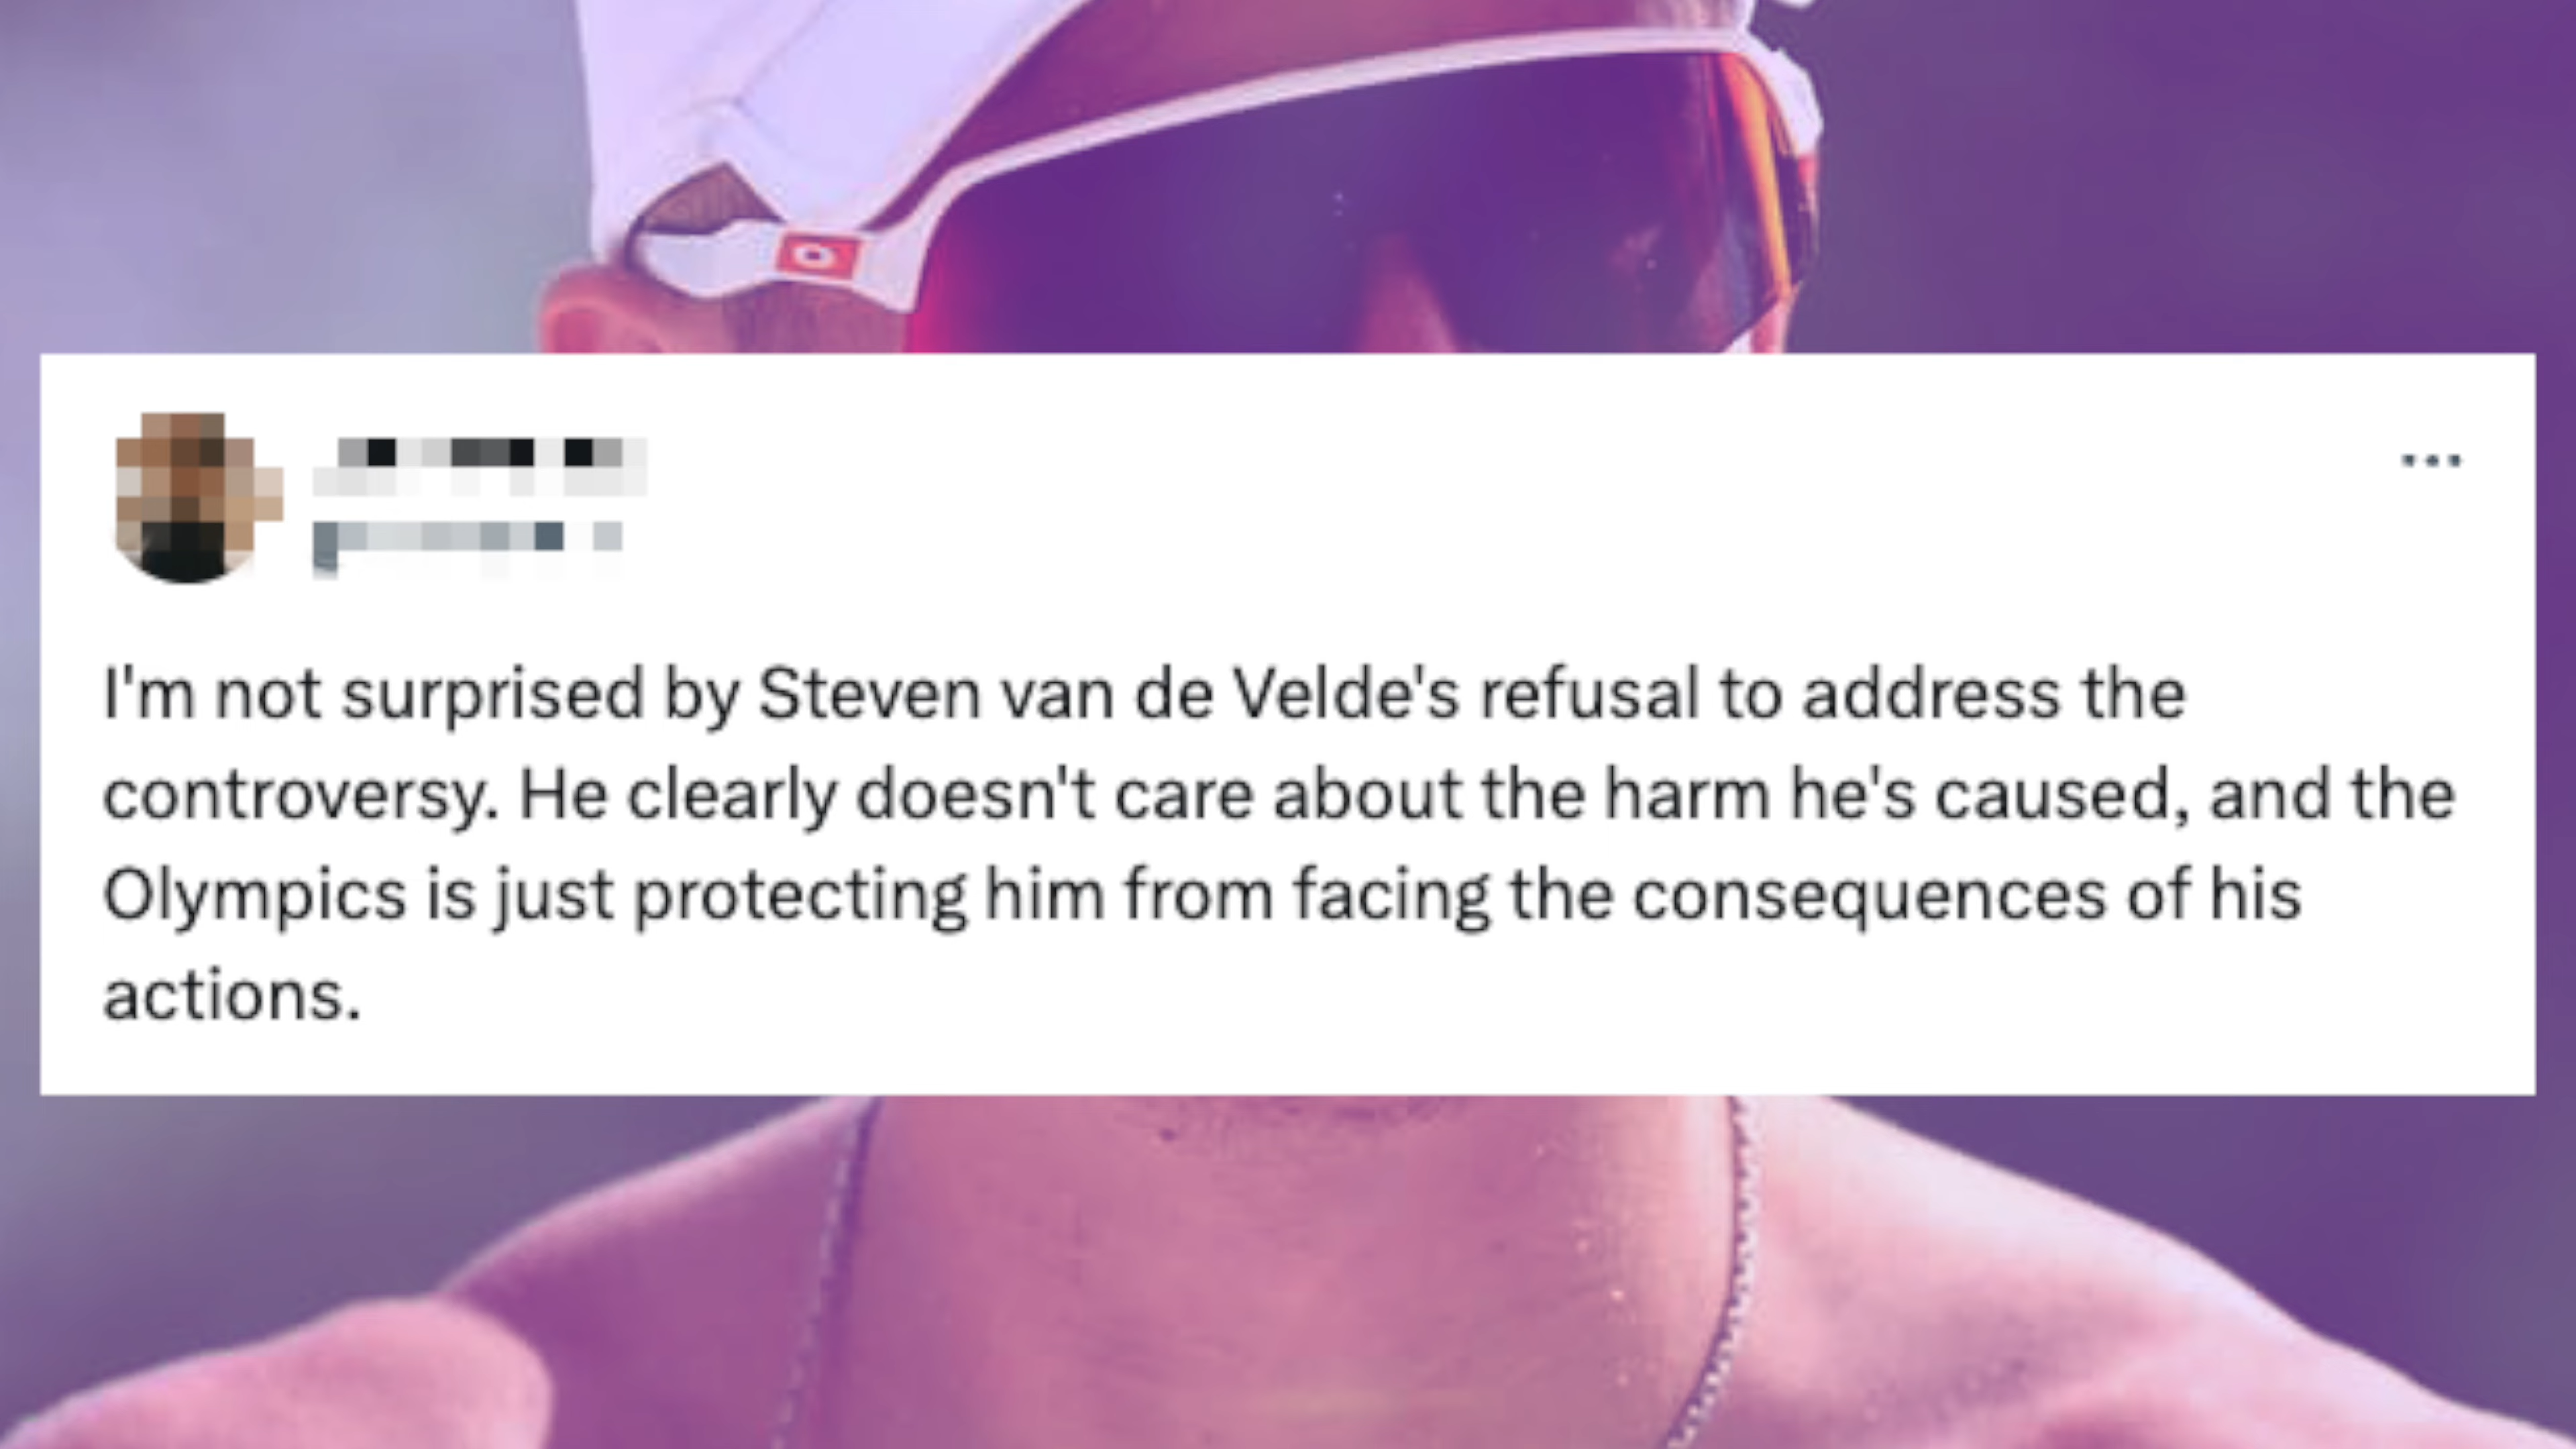 I'm not surprised by Steven van de Velde's refusal to address the
controversy. He clearly doesn't care about the harm he's caused, and the
Olympics is just protecting him from facing the consequences of his
actions.